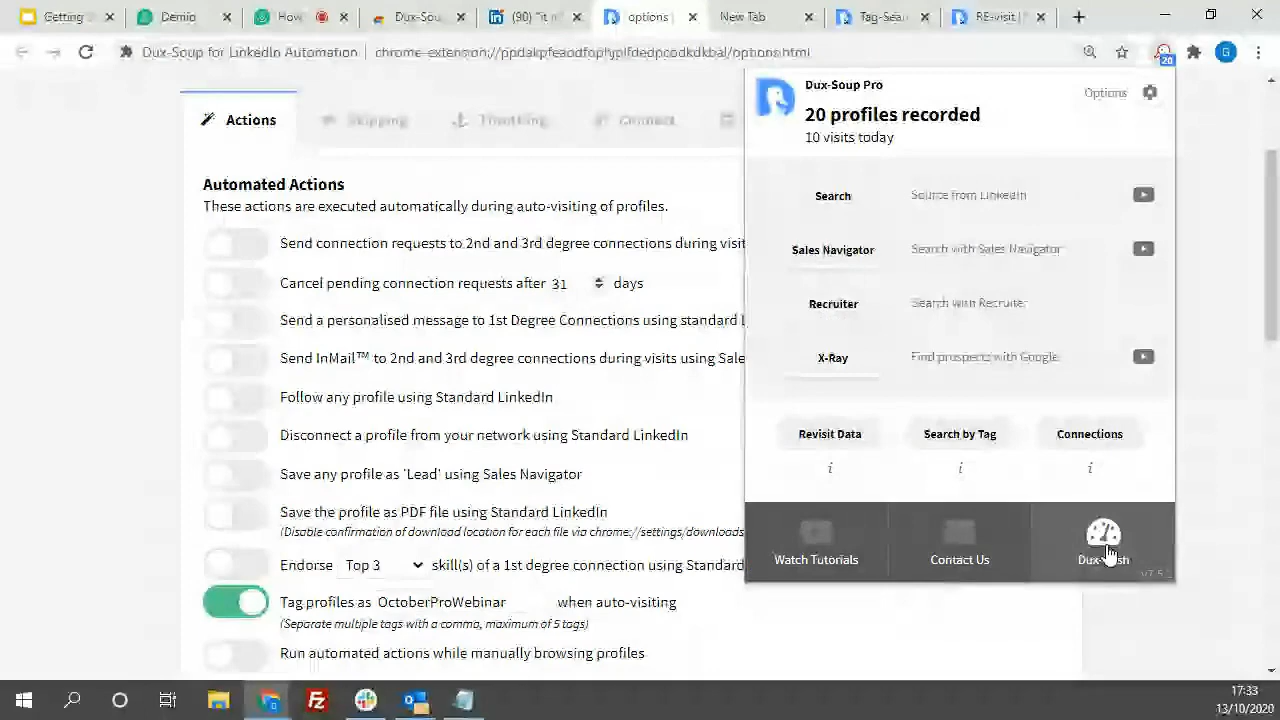 Getting
Demo
How
Dux-Sou
(90) "It
options
New Tab
Tag-Sea
REvisit |
Dux-Soup for LinkedIn Automation
20
Dux-Soup Pro
Options
20 profiles recorded
10 visits today
Actions
Skipping
Throttling
Connect
Automated Actions
These actions are executed automatically during auto-visiting of profiles.
Send connection requests to 2nd and 3rd degree connections during visit
Cancel pending connection requests after 31 days
Send a personalised message to 1st Degree Connections using standard L
Send InMail™ to 2nd and 3rd degree connections during visits using Sale
Follow any profile using Standard LinkedIn
Disconnect a profile from your network using Standard LinkedIn
Save any profile as 'Lead' using Sales Navigator
Save the profile as PDF file using Standard LinkedIn
(Disable confirmation of download location for each file via chrome://settings/downloads
Endorse Top 3 skill(s) of a 1st degree connection using Standard
Tag profiles as OctoberProWebinar when auto-visiting
(Separate multiple tags with a comma, maximum of 5 tags)
Run automated actions while manually browsing profiles
Search Source from LinkedIn
Sales Navigator Search with Sales Navigator
Recruiter Search with Recruiter
X-Ray Find prospects with Google
Revisit Data
Search by Tag
Connections
i
i
i
Watch Tutorials
Contact Us
17:33
13/10/2020